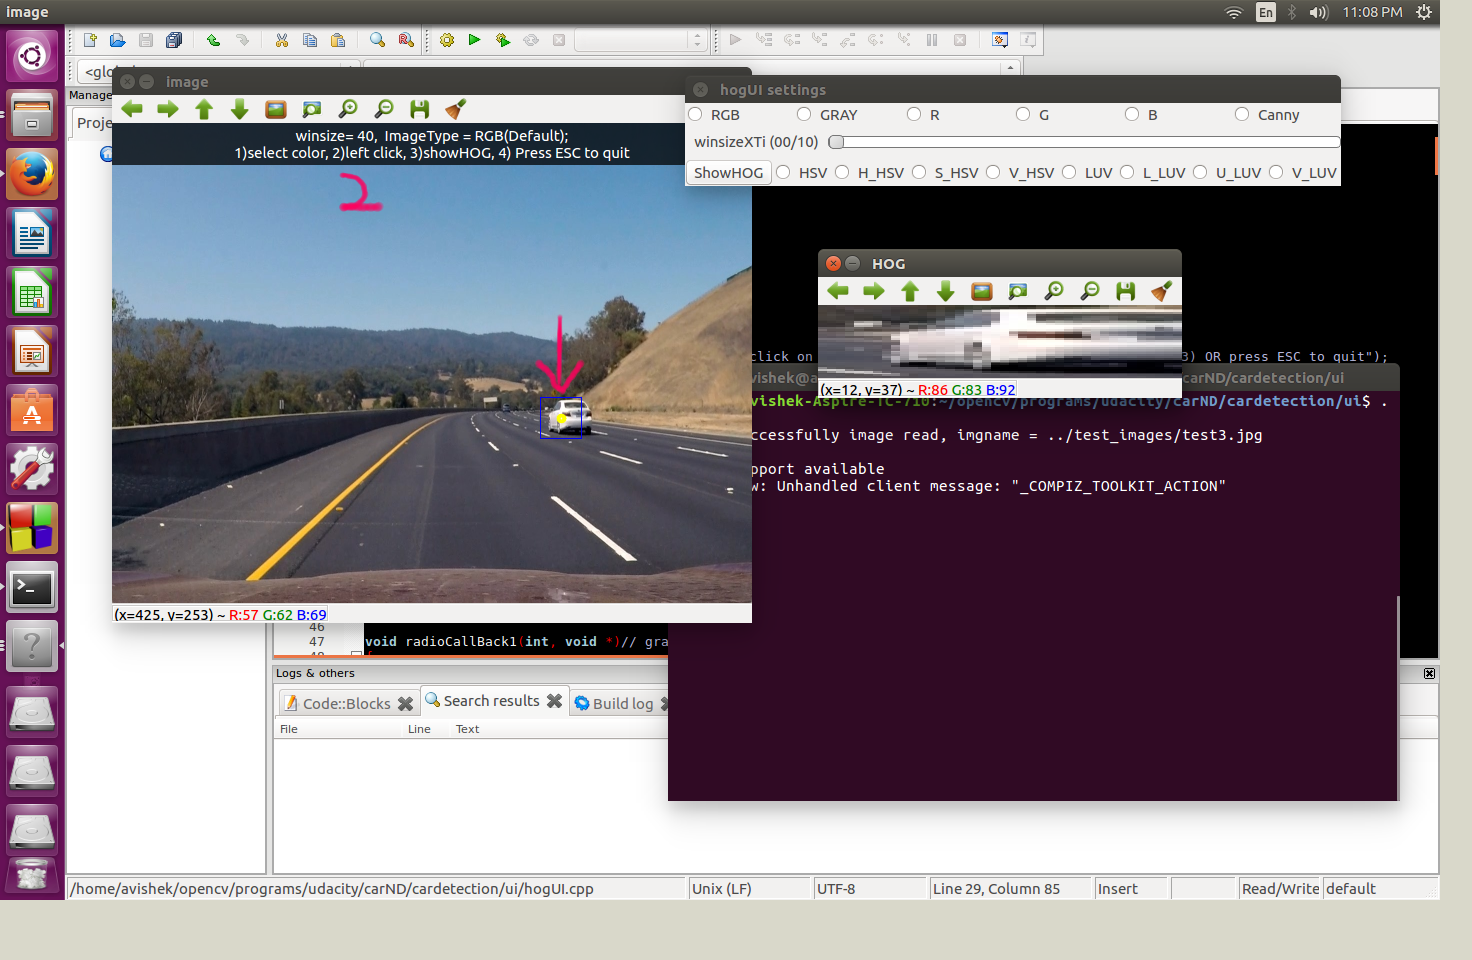 image
En
11:08 PM
<glo
Manage
Proje
image
winsize= 40, ImageType = RGB(Default);
1)select color, 2)left click, 3)showHOG, 4) Press ESC to quit
2
(x=425, y=253) ~ R:57 G:62 B:69
hogUI settings
RGB GRAY R G B Canny
winsizeXTi (00/10)
ShowHOG HSV H_HSV S_HSV V_HSV LUV L_LUV U_LUV V_LUV
HOG
(x=12, y=37) ~ R:86 G:83 B:92
click on 3) OR press ESC to quit");
vishek@a carND/cardetection/ui
vishek-Aspire-TC-710:~/opencv/programs/udacity/carND/cardetection/ui$ .
ccessfully image read, imgname = ../test_images/test3.jpg
pport available
w: Unhandled client message: "_COMPIZ_TOOLKIT_ACTION"
46
47 void radioCallBack1(int, void *)// gra
48 {
Logs & others
Code::Blocks Search results Build log
File Line Text
/home/avishek/opencv/programs/udacity/carND/cardetection/ui/hogUI.cpp Unix (LF) UTF-8 Line 29, Column 85 Insert Read/Write default